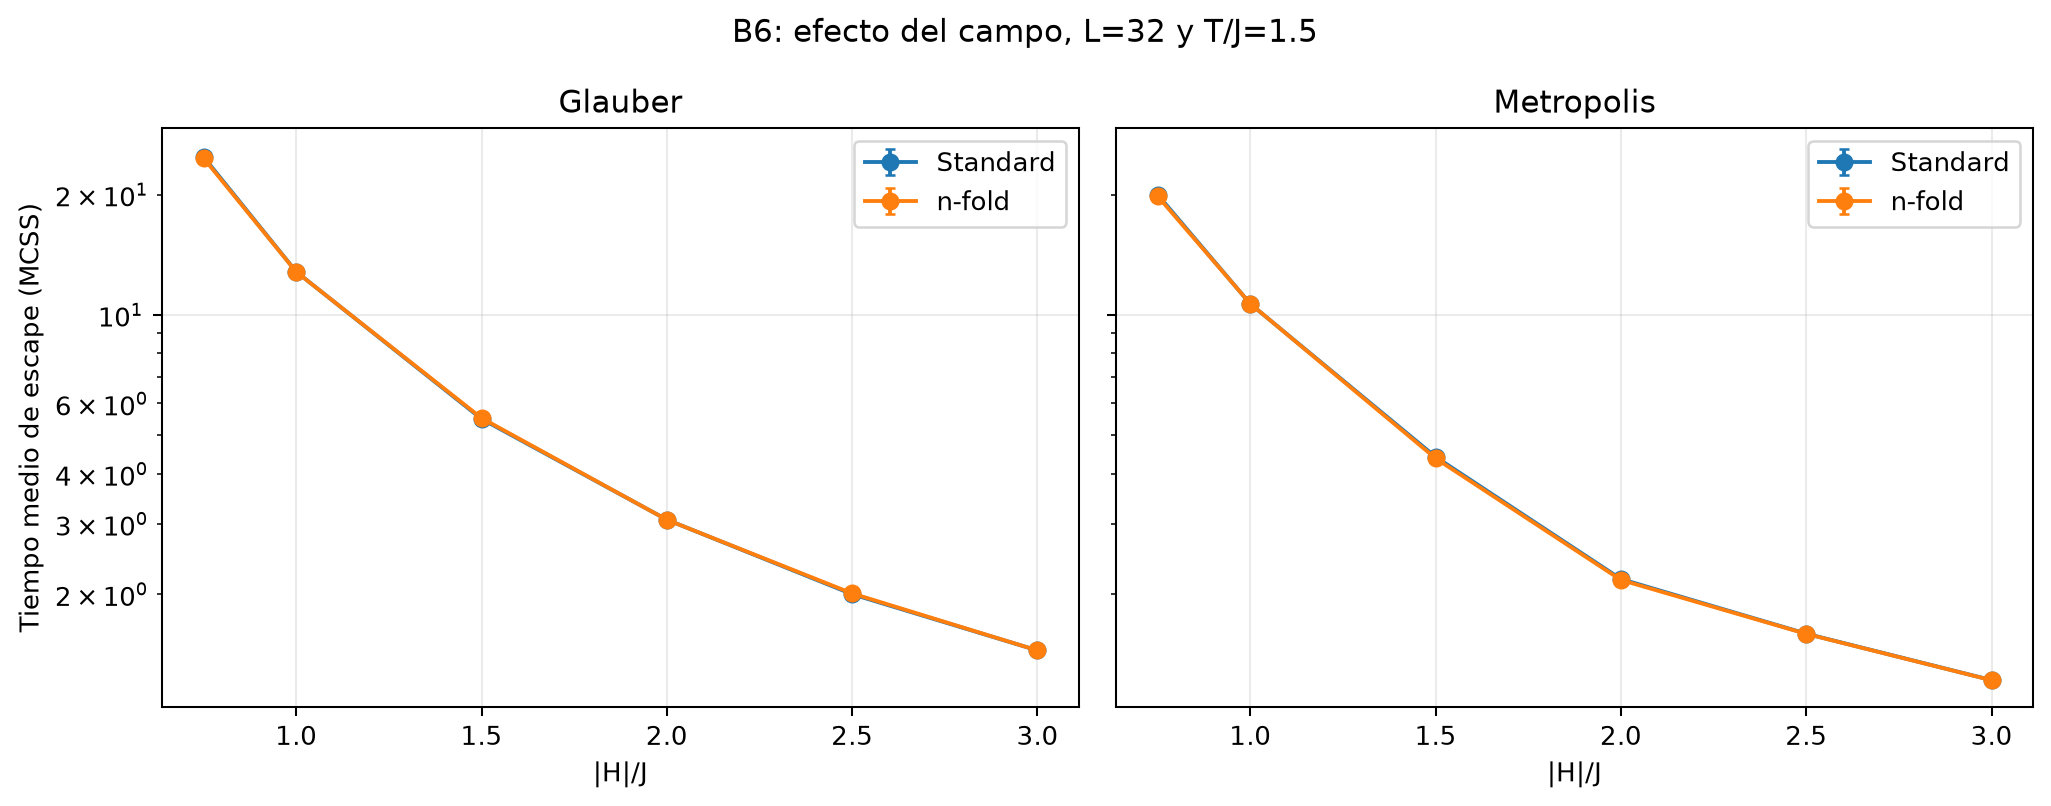 B6: efecto del campo, L=32 y T/J=1.5
Glauber
Tiempo medio de escape (MCSS)
2 × 10¹
10¹
6 × 10⁰
4 × 10⁰
3 × 10⁰
2 × 10⁰
Standard
n-fold
1.0 1.5 2.0 2.5 3.0
|H|/J
Metropolis
Standard
n-fold
1.0 1.5 2.0 2.5 3.0
|H|/J